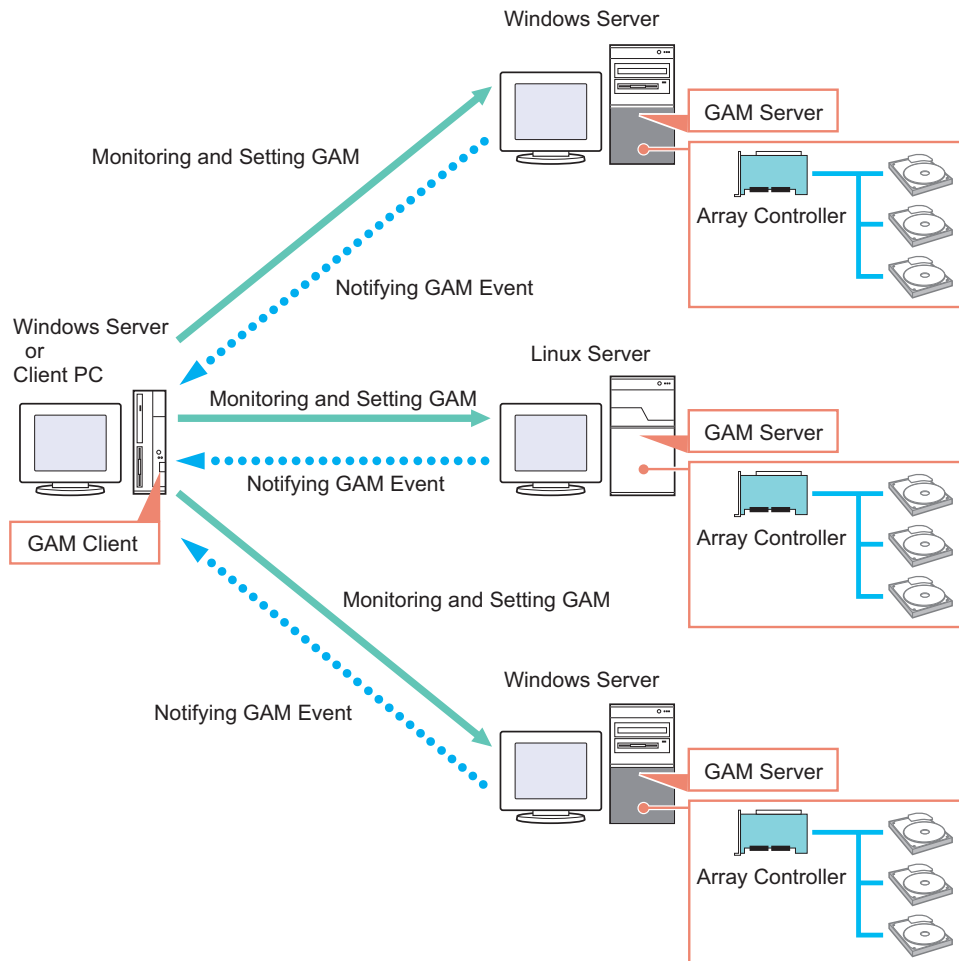 Windows Server
GAM Server
Monitoring and Setting GAM
Array Controller
Notifying GAM Event
Windows Server
or
Client PC
Linux Server
Monitoring and Setting GAM
GAM Server
Notifying GAM Event
GAM Client
Array Controller
Monitoring and Setting GAM
Windows Server
Notifying GAM Event
GAM Server
Array Controller